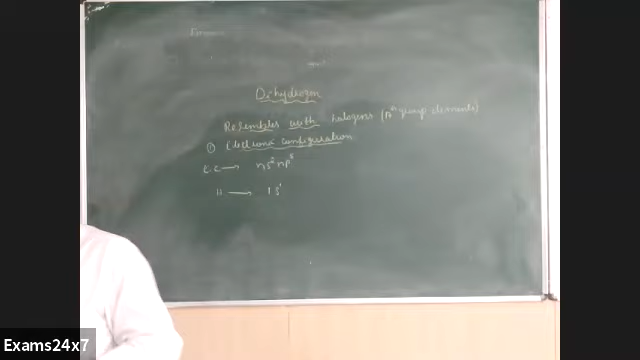 Dihydrogen
Resembles with halogens (17th group elements)
① Electronic configuration
E.C → ns² np⁵
H → 1s¹
Exams24x7